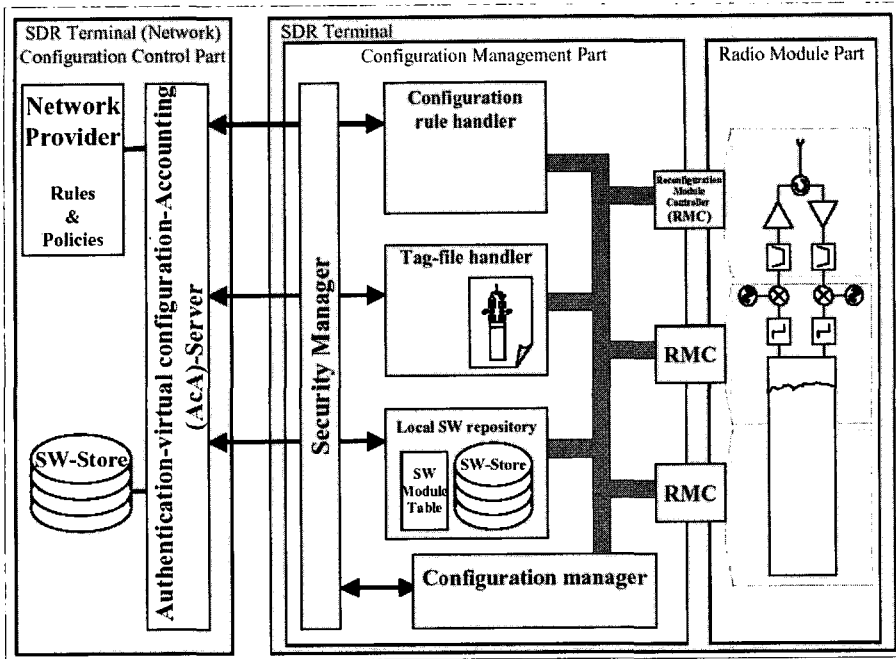 SDR Terminal (Network)
Configuration Control Part
Network
Provider
Rules
&
Policies
SW-Store
Authentication-virtual configuration-Accounting
(AcA)-Server
SDR Terminal
Configuration Management Part
Security Manager
Configuration
rule handler
Tag-file handler
Local SW repository
SW
Module
Table
SW-Store
Configuration manager
Reconfiguration
Module
Controller
(RMC)
RMC
RMC
Radio Module Part